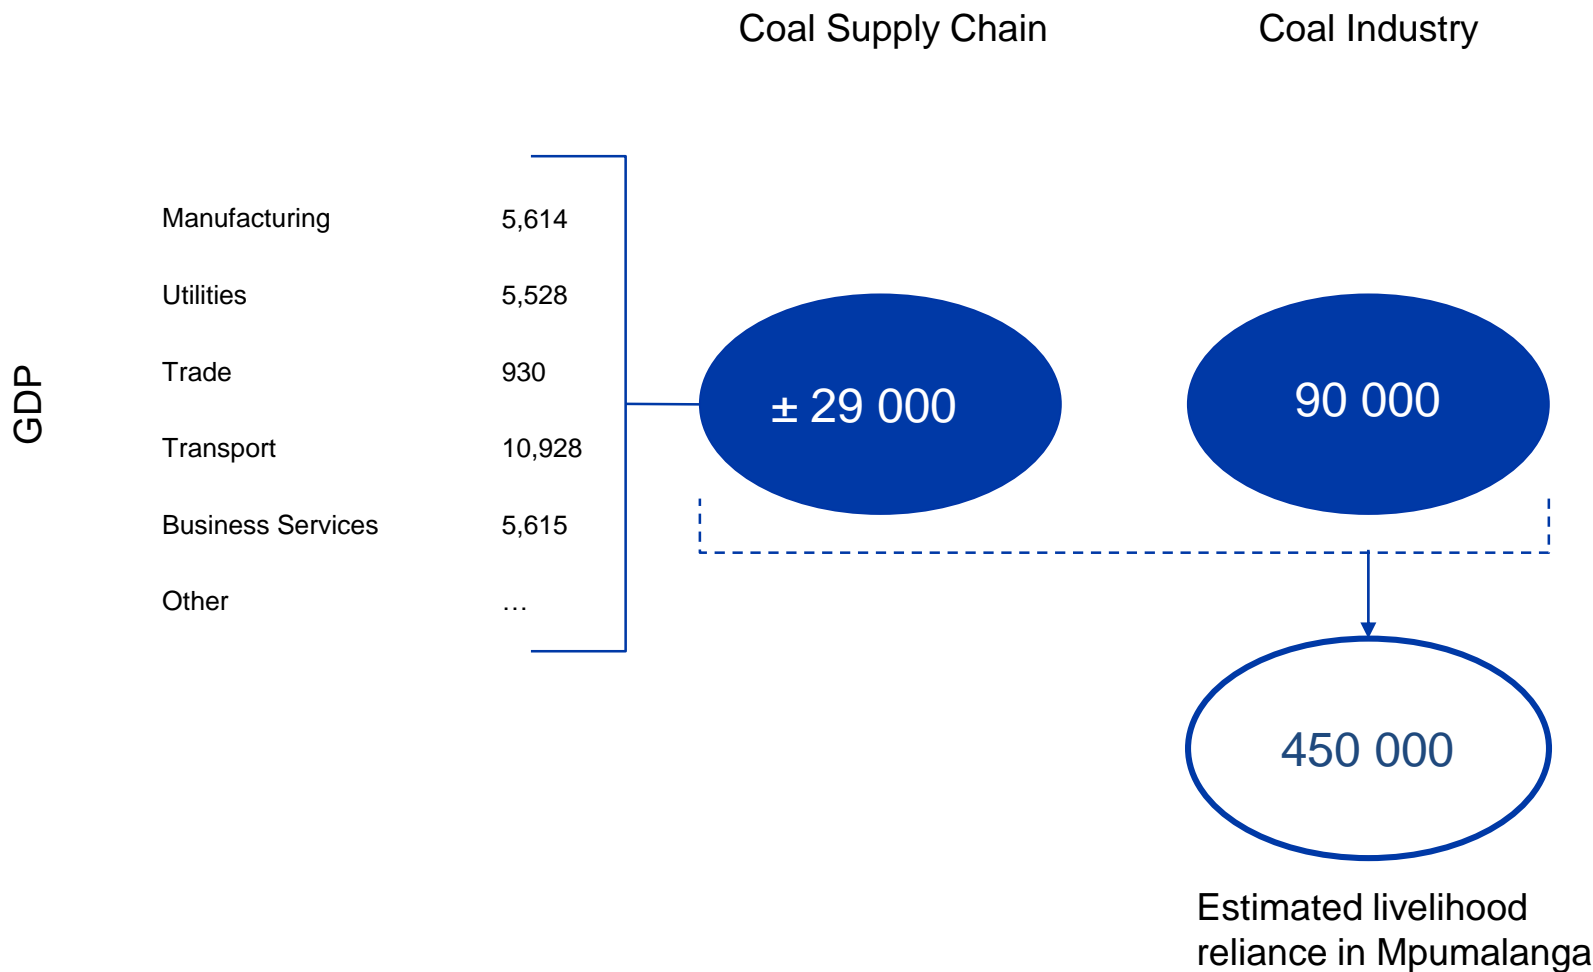 Coal Supply Chain
Coal Industry
GDP
Manufacturing 5,614
Utilities 5,528
Trade 930
Transport 10,928
Business Services 5,615
Other …
± 29 000
90 000
450 000
Estimated livelihood
reliance in Mpumalanga